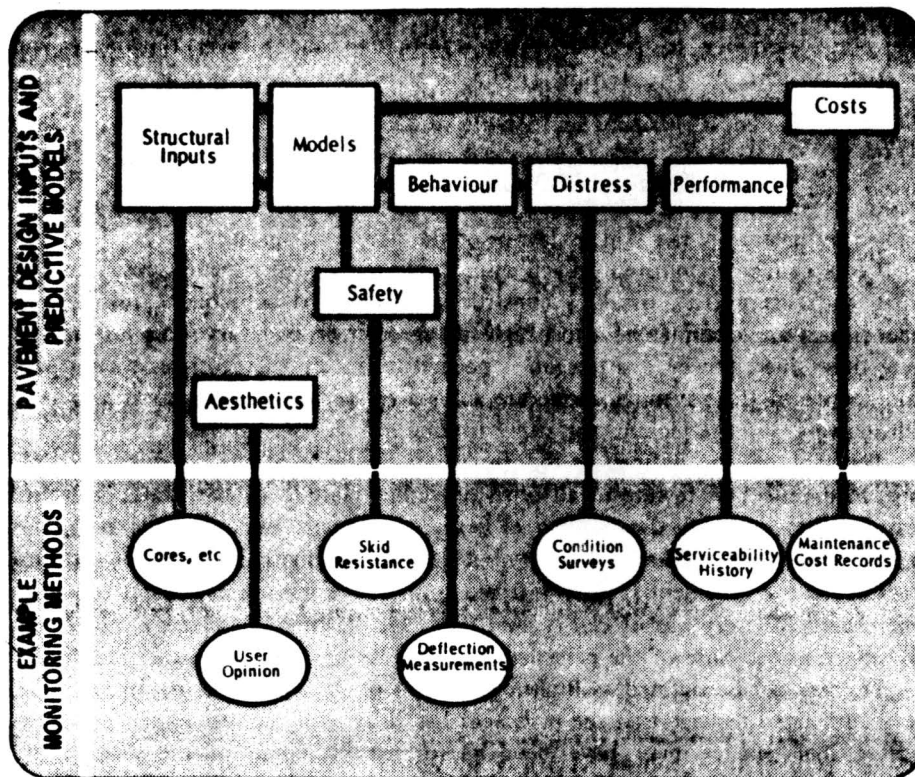 PAVEMENT DESIGN INPUTS AND
PREDICTIVE MODELS
Structural
Inputs
Models
Costs
Behaviour
Distress
Performance
Safety
Aesthetics
EXAMPLE
MONITORING METHODS
Cores, etc
Skid
Resistance
Condition
Surveys
Serviceability
History
Maintenance
Cost Records
User
Opinion
Deflection
Measurements